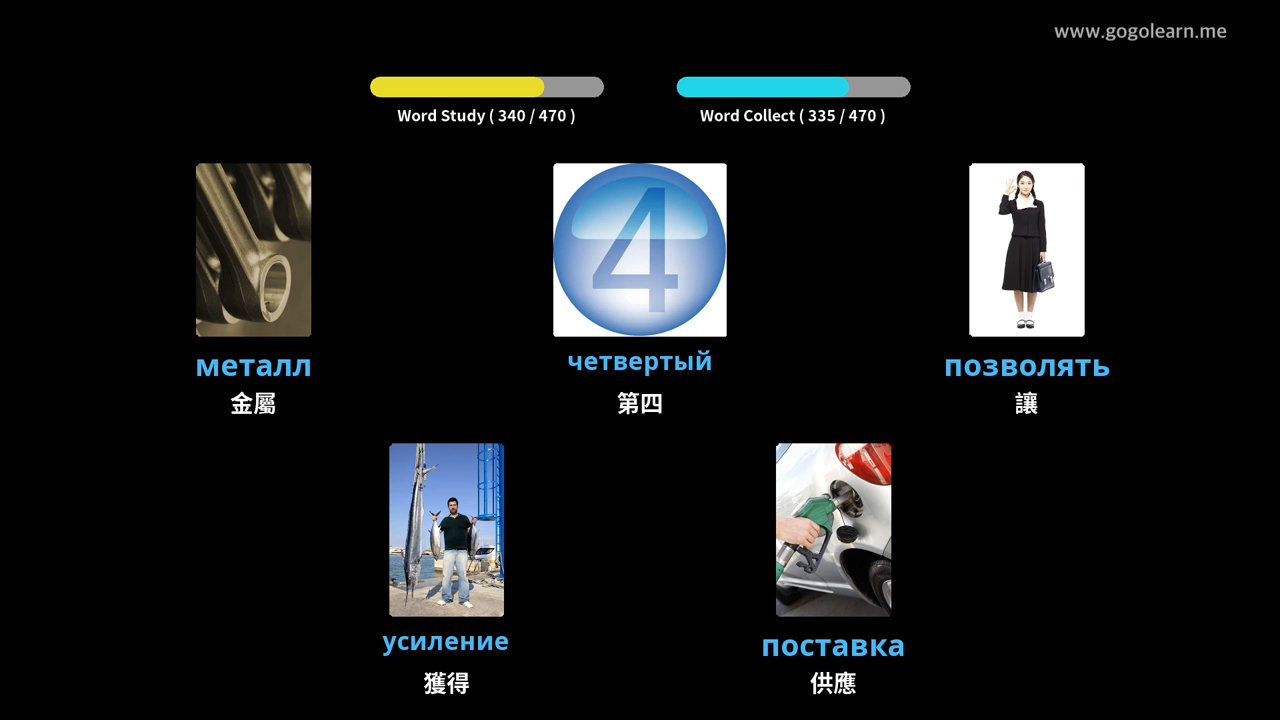 www.gogolearn.me
Word Study ( 340 / 470 )
Word Collect ( 335 / 470 )
4
металл
金屬
четвертый
第四
позволять
讓
усиление
獲得
поставка
供應